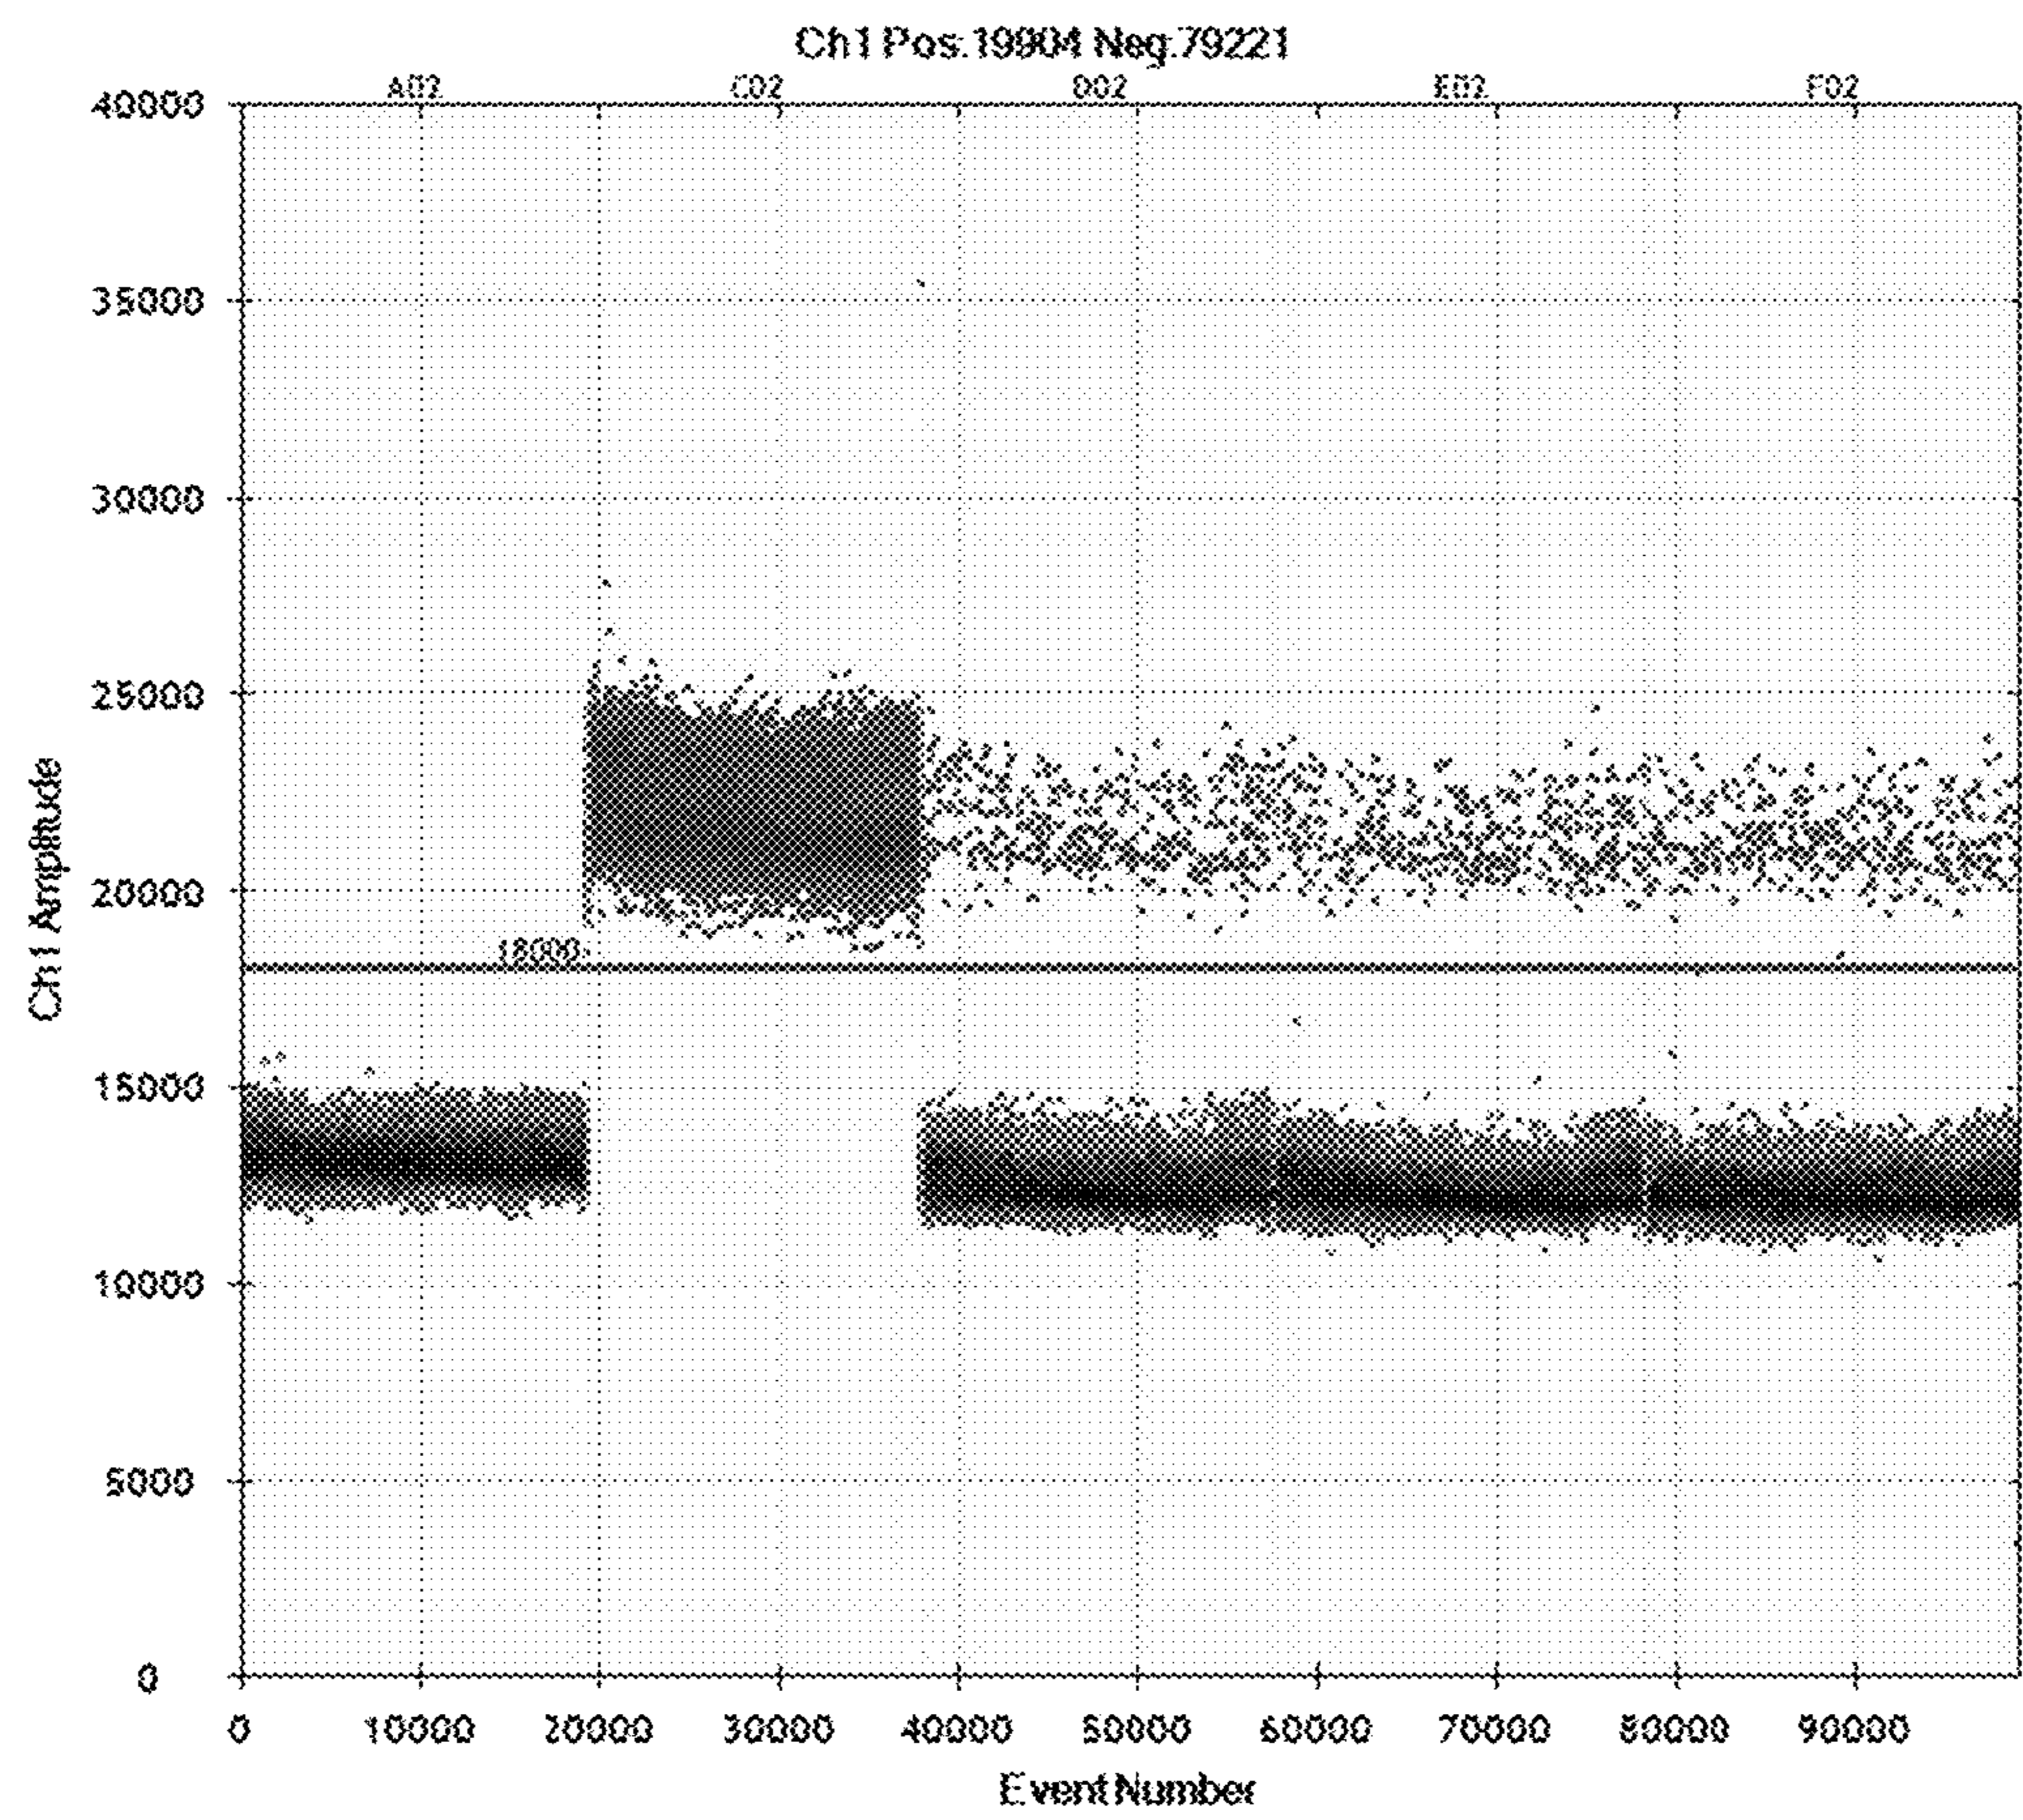 Ch1 Pos:19904 Neg:79221
A02 C02 D02 E02 F02
40000
35000
30000
25000
20000
18000
15000
10000
5000
0
Ch1 Amplitude
0 10000 20000 30000 40000 50000 60000 70000 80000 90000
Event Number